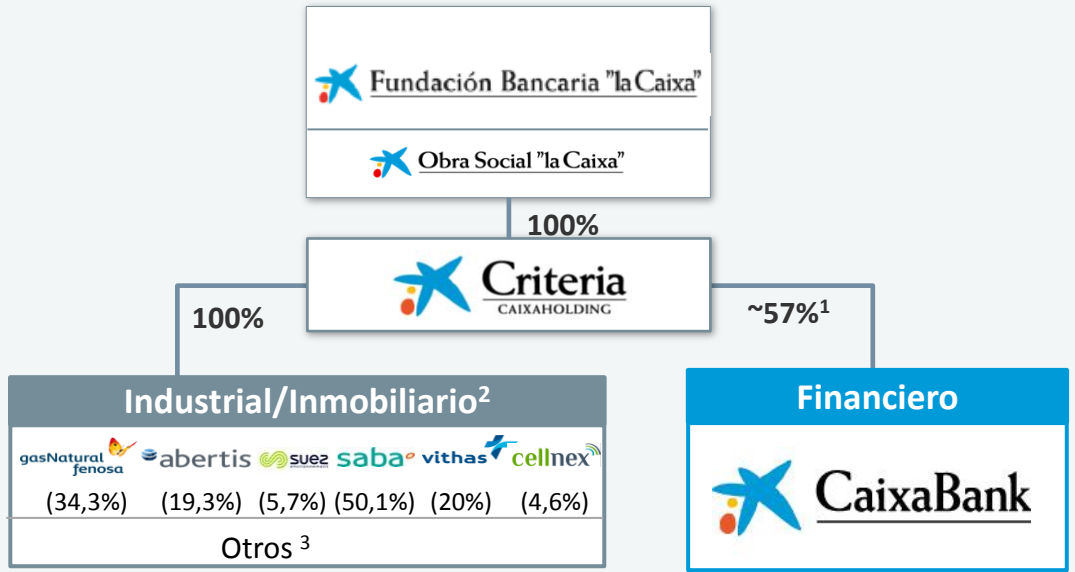 Fundación Bancaria "la Caixa"
Obra Social "la Caixa"
100%
Criteria
CAIXAHOLDING
100%
~57%¹
Industrial/Inmobiliario²
gasNatural
fenosa
abertis
suez
saba
vithas
cellnex
(34,3%) (19,3%) (5,7%) (50,1%) (20%) (4,6%)
Otros ³
Financiero
CaixaBank